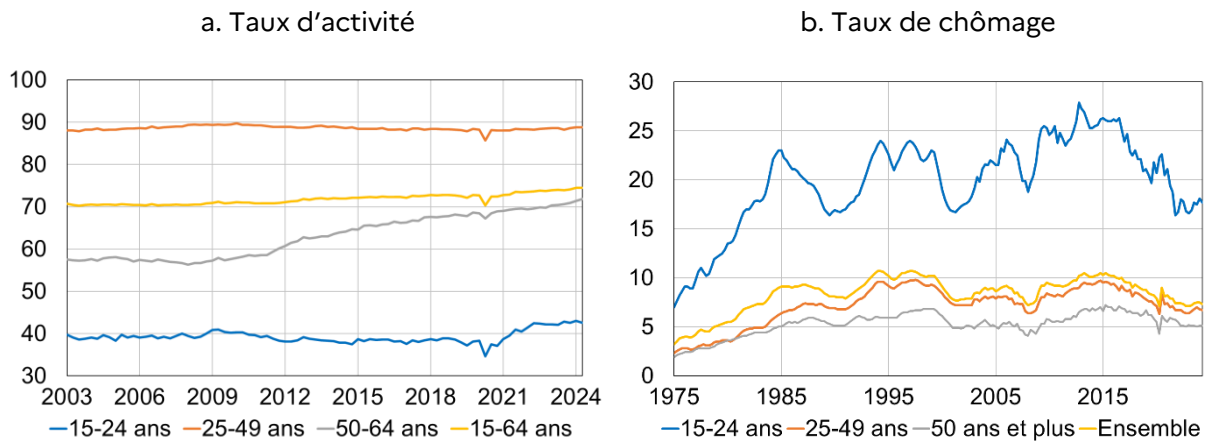 a. Taux d’activité
100
90
80
70
60
50
40
30
2003 2006 2009 2012 2015 2018 2021 2024
15-24 ans 25-49 ans 50-64 ans 15-64 ans
b. Taux de chômage
30
25
20
15
10
5
0
1975 1985 1995 2005 2015
15-24 ans 25-49 ans 50 ans et plus Ensemble